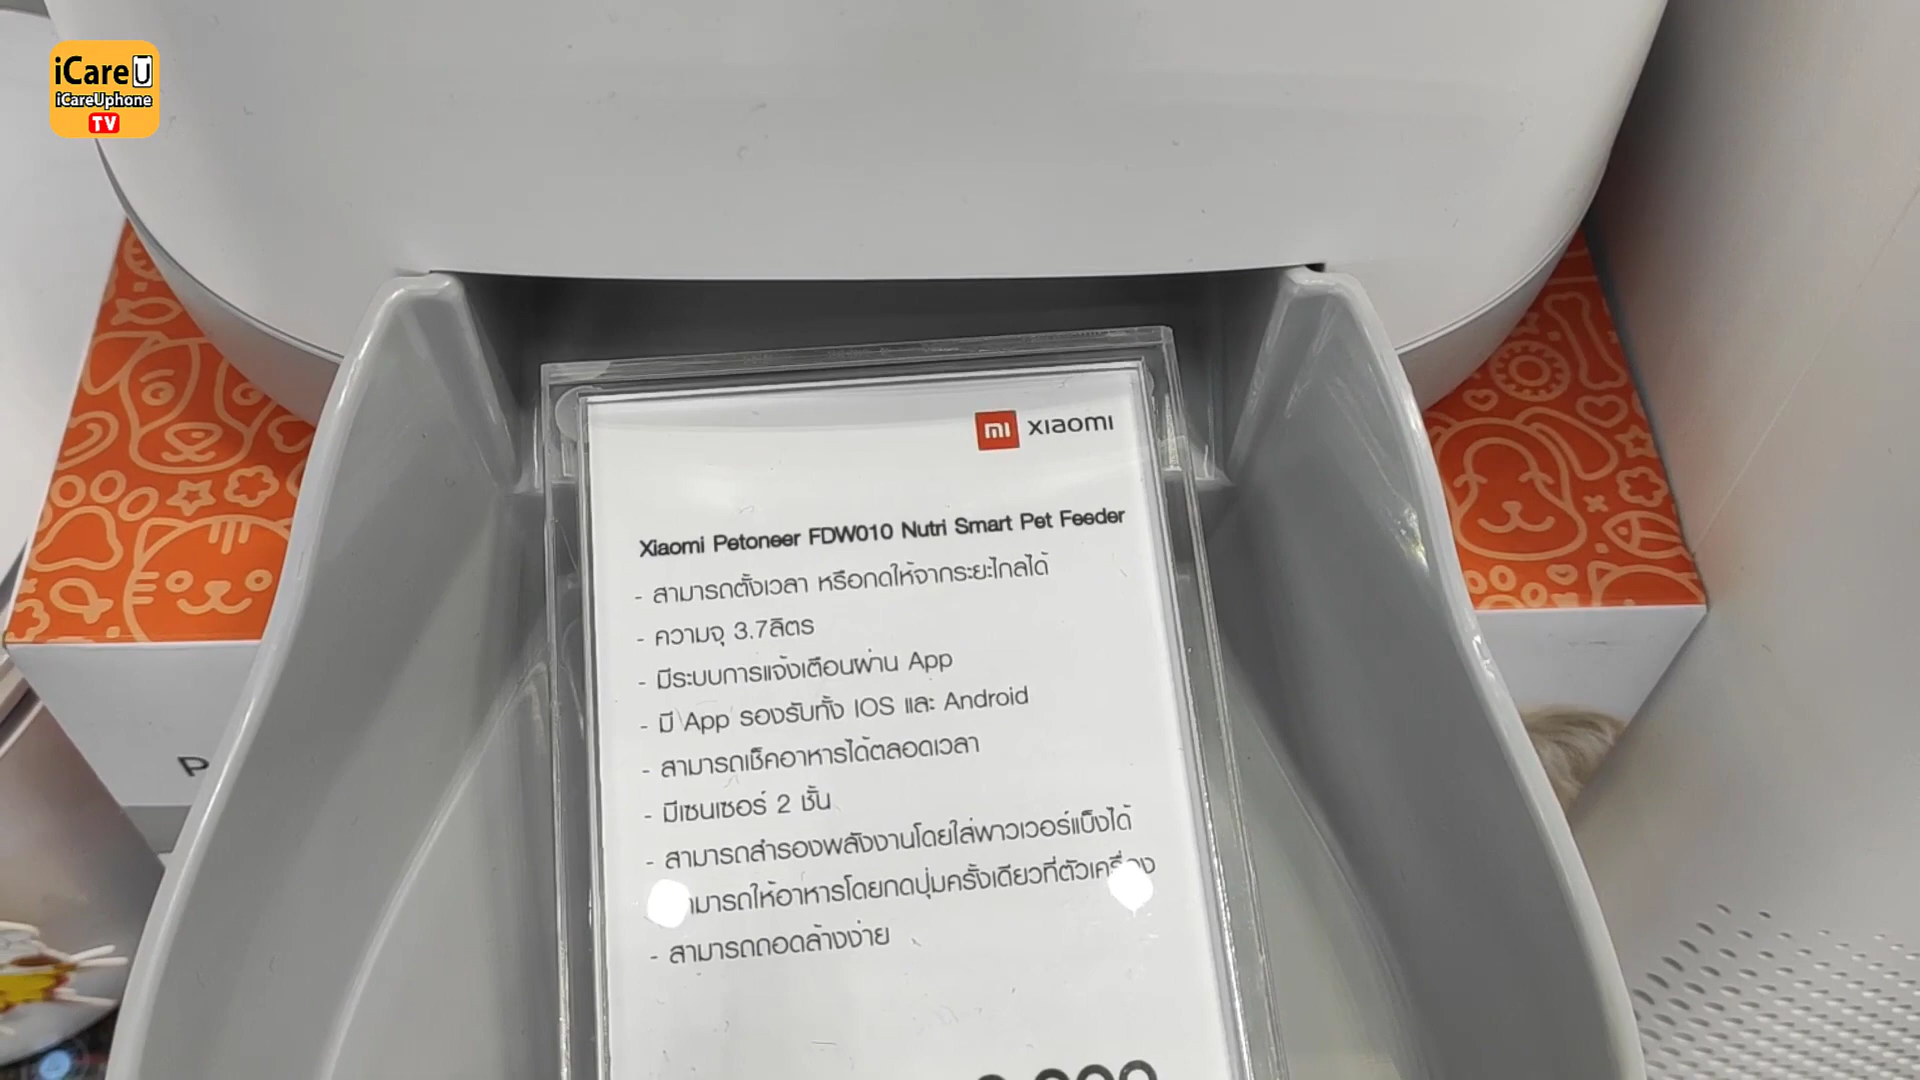 iCareU
iCareUphone
TV
mi xiaomi
Xiaomi Petoneer FDW010 Nutri Smart Pet Feeder
- สามารถตั้งเวลา หรือกดให้จากระยะไกลได้
- ความจุ 3.7ลิตร
- มีระบบการแจ้งเตือนผ่าน App
- มี App รองรับทั้ง IOS และ Android
- สามารถเช็คอาหารได้ตลอดเวลา
- มีเซนเซอร์ 2 ชั้น
- สามารถสำรองพลังงานโดยใส่พาวเวอร์แบ็งได้
ามารถให้อาหารโดยกดปุ่มครั้งเดียวที่ตัวเครื่อง
- สามารถถอดล้างง่าย
P